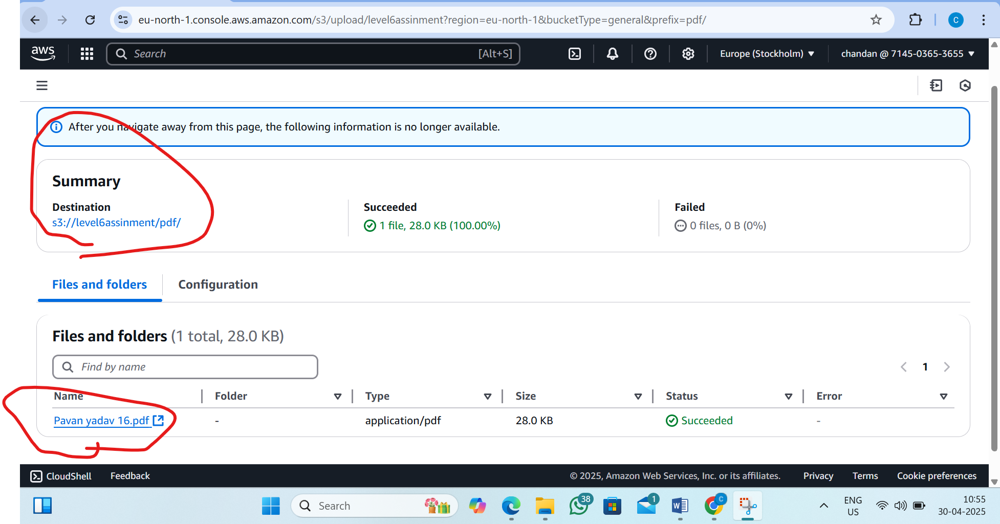 eu-north-1.console.aws.amazon.com/s3/upload/level6assinment?region=eu-north-1&bucketType=general&prefix=pdf/
C
aws
Search [Alt+S]
Europe (Stockholm) chandan @ 7145-0365-3655
After you navigate away from this page, the following information is no longer available.
Summary
Destination Succeeded Failed
s3://level6assinment/pdf/ 1 file, 28.0 KB (100.00%) 0 files, 0 B (0%)
Files and folders Configuration
Files and folders (1 total, 28.0 KB)
Find by name
1
Name Folder Type Size Status Error
Pavan yadav 16.pdf - application/pdf 28.0 KB Succeeded -
CloudShell Feedback © 2025, Amazon Web Services, Inc. or its affiliates. Privacy Terms Cookie preferences
Search 38 1 W C ENG 10:55
US 30-04-2025